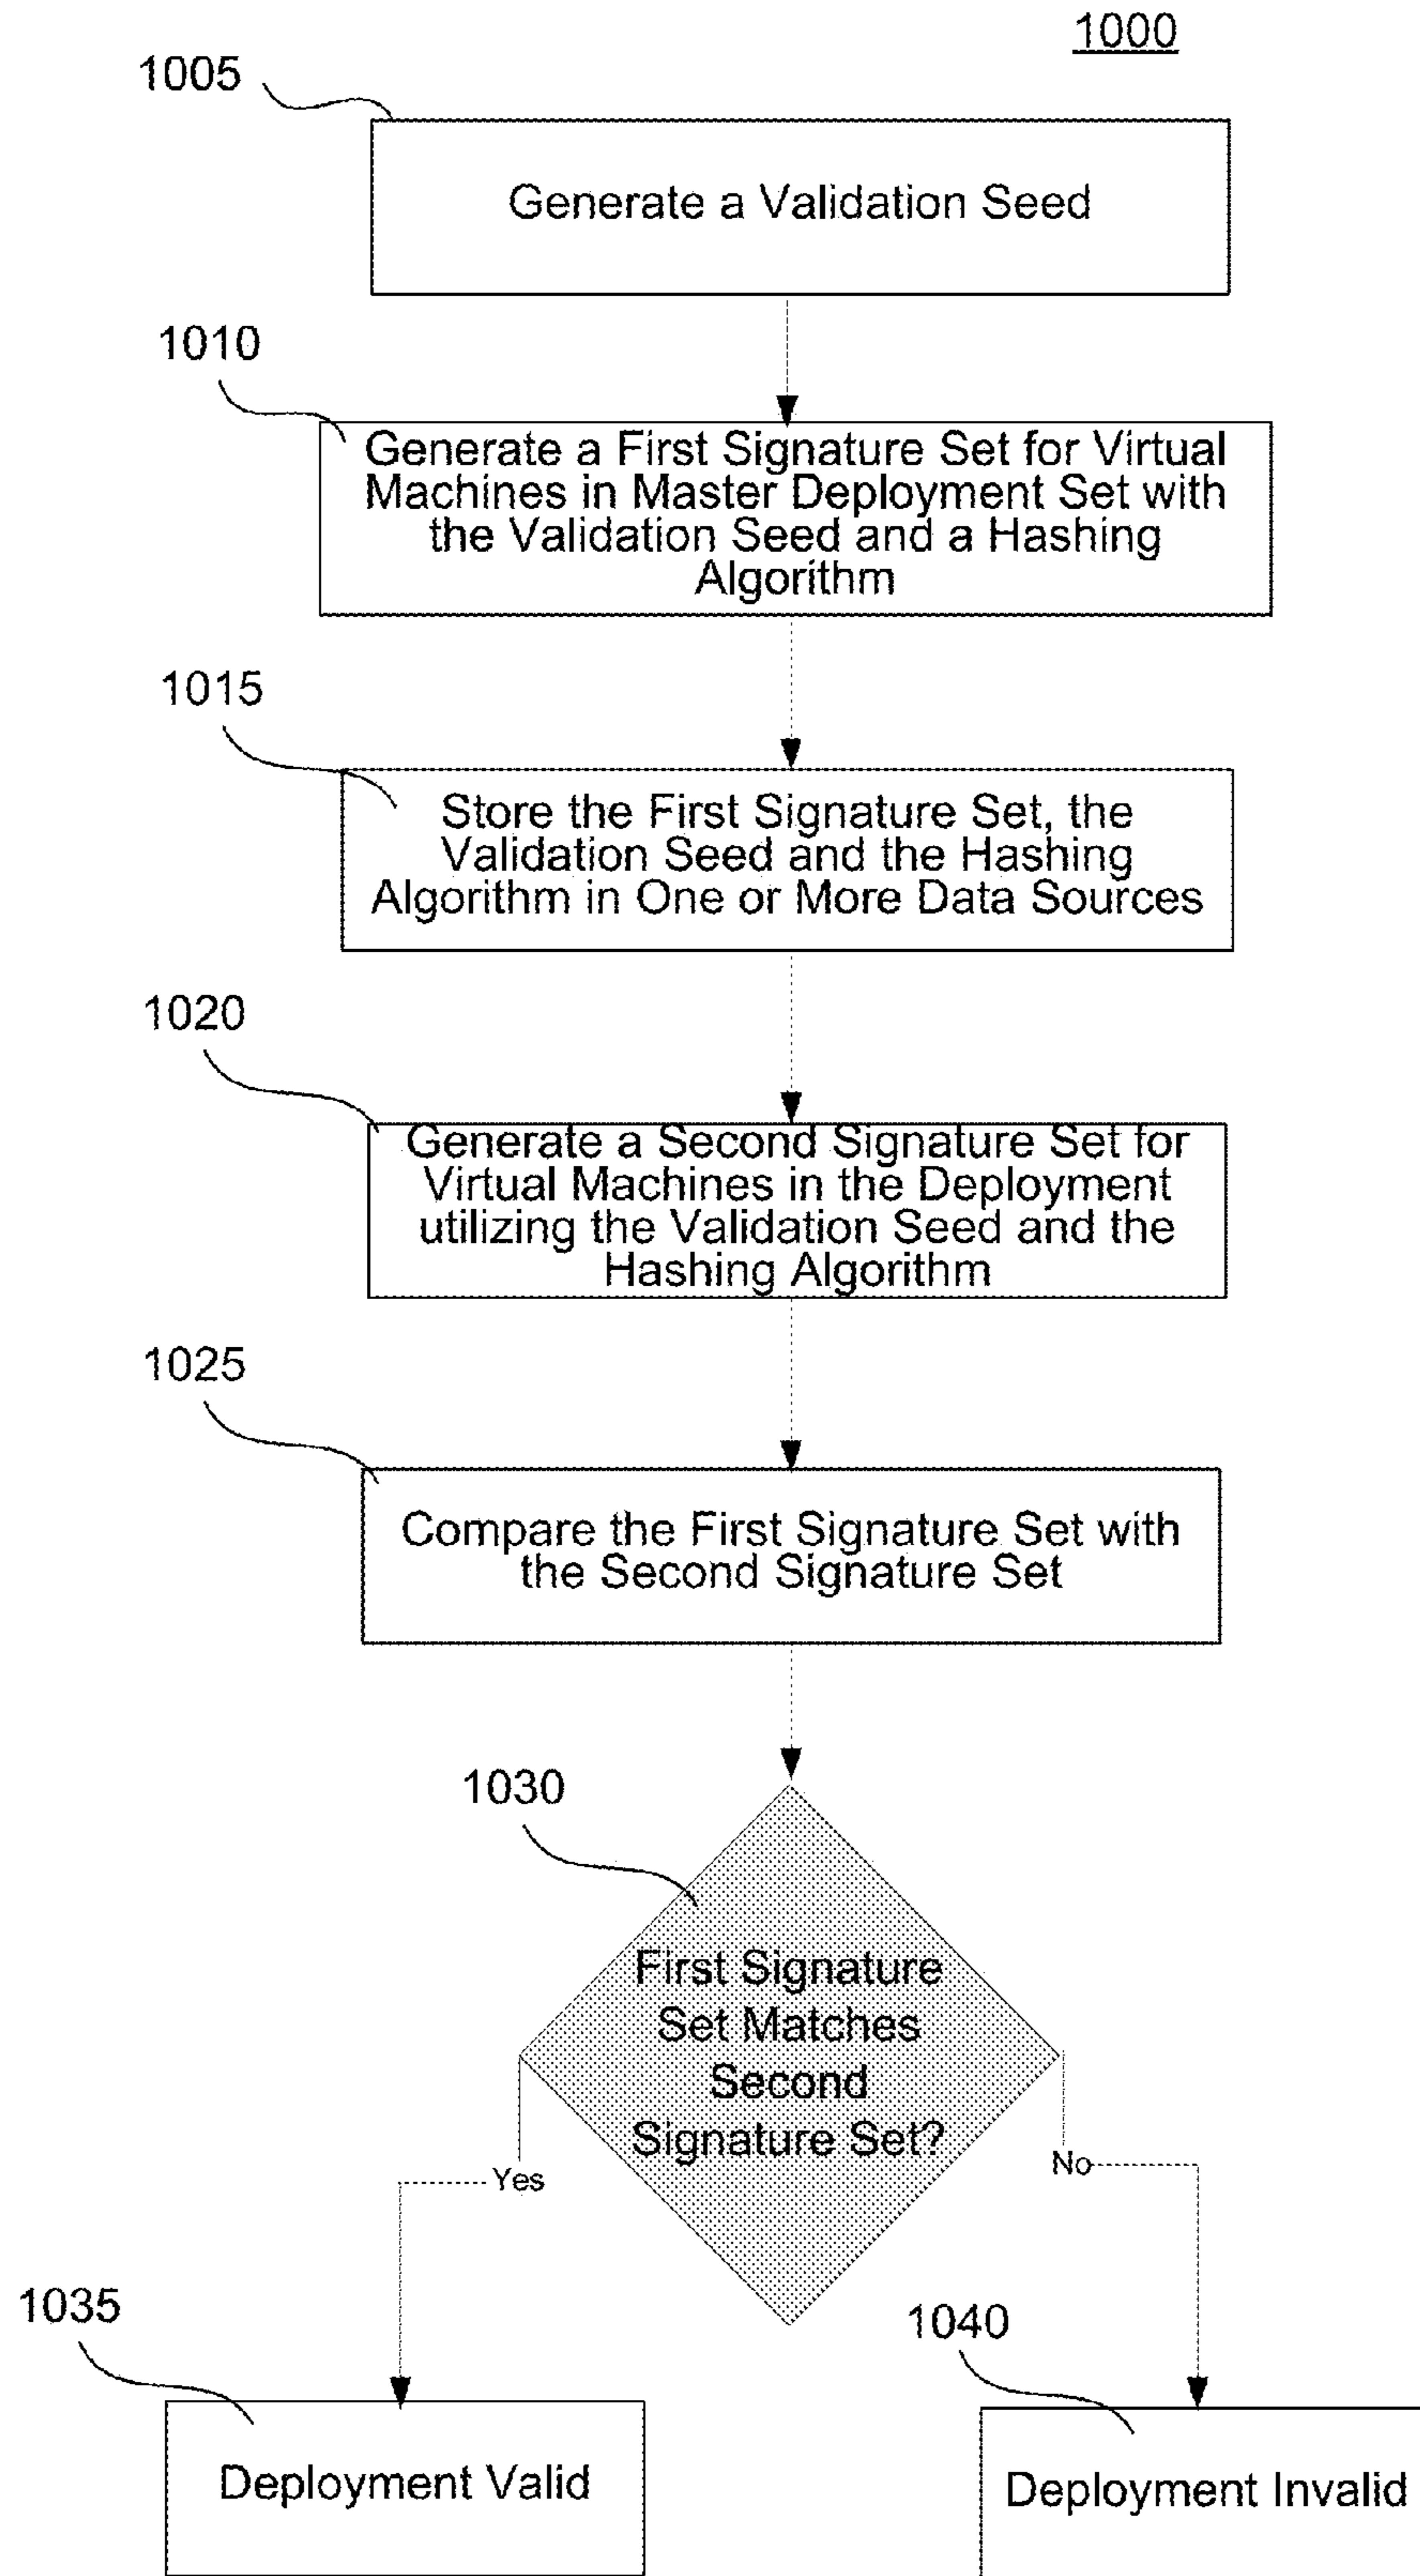 1000
1005
Generate a Validation Seed
1010
Generate a First Signature Set for Virtual
Machines in Master Deployment Set with
the Validation Seed and a Hashing
Algorithm
1015
Store the First Signature Set, the
Validation Seed and the Hashing
Algorithm in One or More Data Sources
1020
Generate a Second Signature Set for
Virtual Machines in the Deployment
utilizing the Validation Seed and the
Hashing Algorithm
1025
Compare the First Signature Set with
the Second Signature Set
1030
First Signature
Set Matches
Second
Signature Set?
Yes
No
1035
Deployment Valid
1040
Deployment Invalid